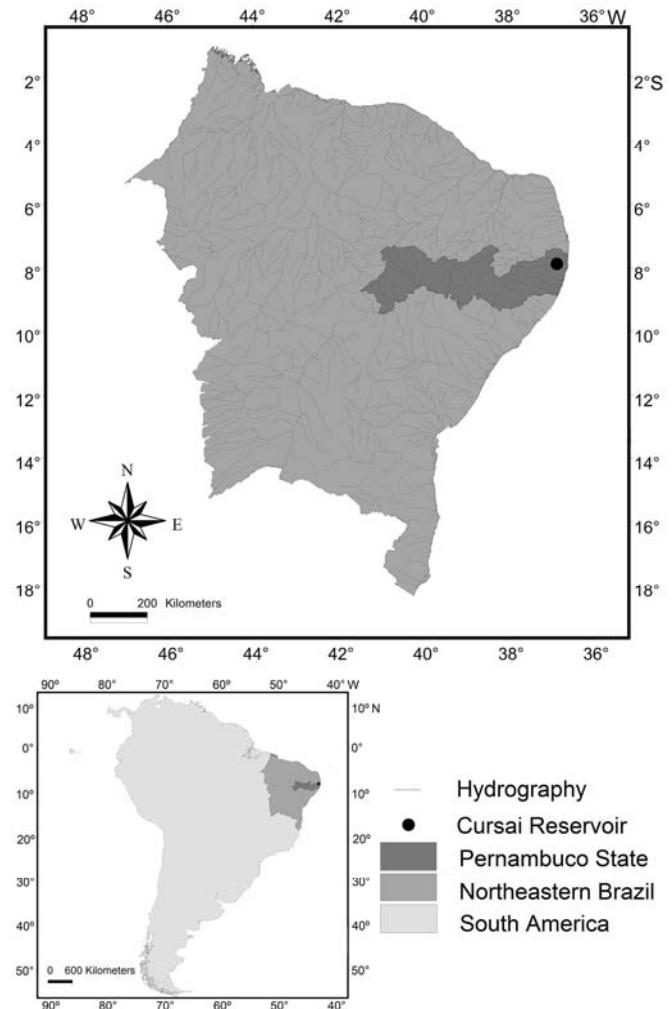 48° 46° 44° 42° 40° 38° 36° W
2° 2° S
4° 4°
6° 6°
8° 8°
10° 10°
12° 12°
14° 14°
16° 16°
18° 18°
N
W E
S
0 200 Kilometers
48° 46° 44° 42° 40° 38° 36°
90º 80° 70° 60° 50° 40° W
10º 10º N
0° 0°
10° 10°
20° 20°
30° 30°
40° 40°
50° 50°
0 600 Kilometers
90° 80° 70° 60° 50° 40°
Hydrography
Cursai Reservoir
Pernambuco State
Northeastern Brazil
South America